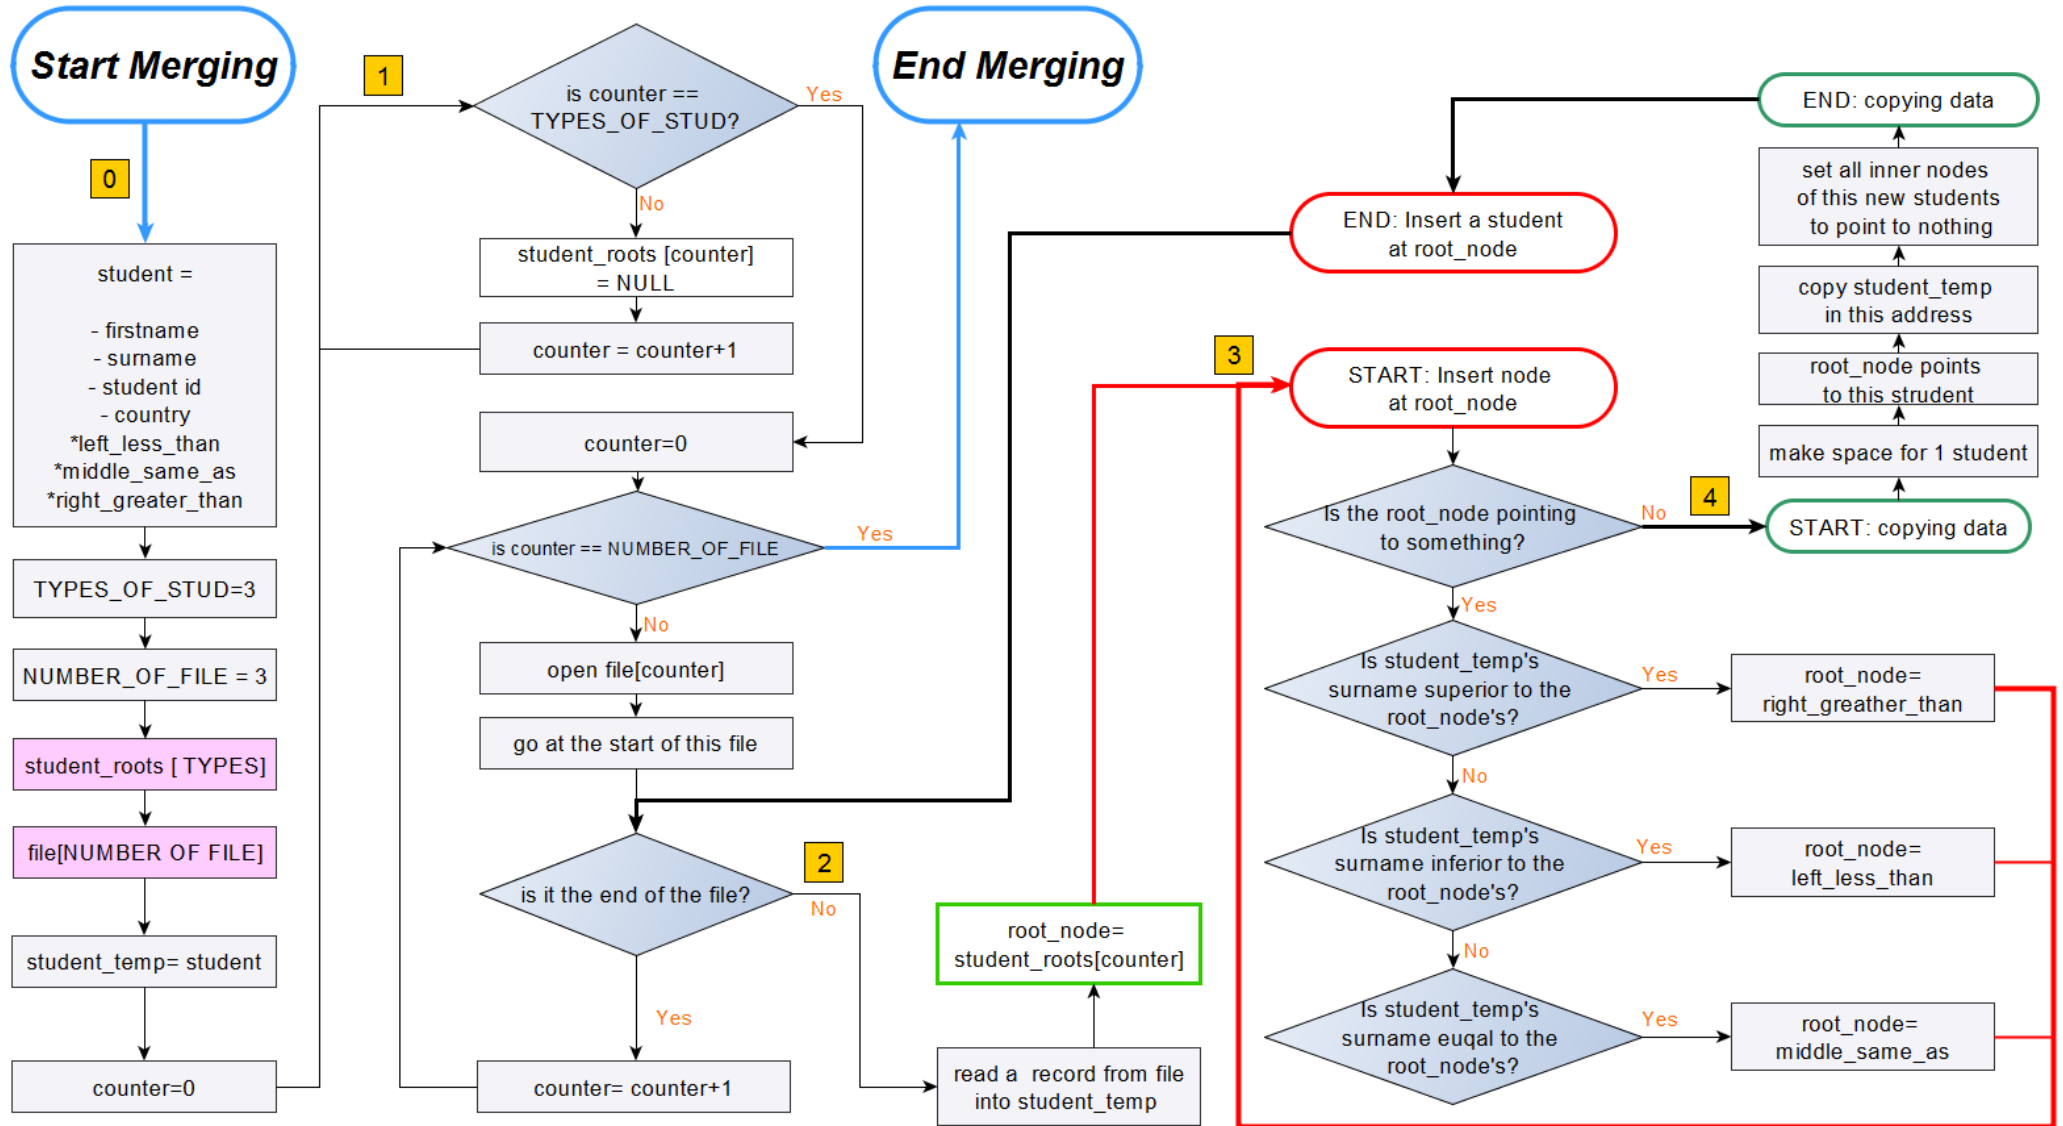 Start Merging
0
student =
- firstname
- surname
- student id
- country
*left_less_than
*middle_same_as
*right_greater_than
TYPES_OF_STUD=3
NUMBER_OF_FILE = 3
student_roots [ TYPES]
file[NUMBER OF FILE]
student_temp= student
counter=0
1
is counter ==
TYPES_OF_STUD?
Yes
No
student_roots [counter]
= NULL
counter = counter+1
counter=0
is counter == NUMBER_OF_FILE
Yes
No
open file[counter]
go at the start of this file
is it the end of the file?
2
No
Yes
counter= counter+1
End Merging
read a  record from file
into student_temp
root_node=
student_roots[counter]
3
START: Insert node
at root_node
Is the root_node pointing
to something?
No
4
Yes
Is student_temp's
surname superior to the
root_node's?
Yes
root_node=
right_greather_than
No
Is student_temp's
surname inferior to the
root_node's?
Yes
root_node=
left_less_than
No
Is student_temp's
surname euqal to the
root_node's?
Yes
root_node=
middle_same_as
START: copying data
make space for 1 student
root_node points
to this strudent
copy student_temp
in this address
set all inner nodes
of this new students
to point to nothing
END: copying data
END: Insert a student
at root_node